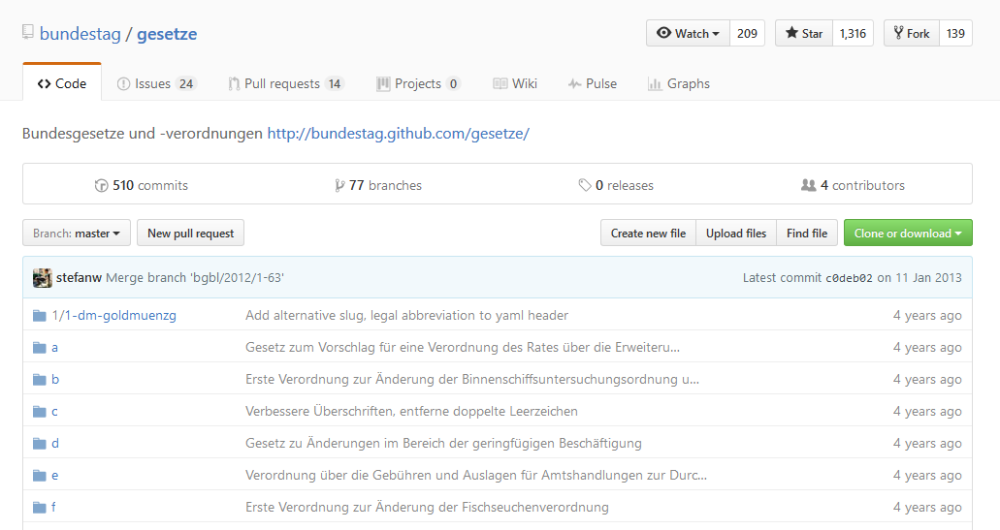 bundestag / gesetze
Watch 209 Star 1,316 Fork 139
Code Issues 24 Pull requests 14 Projects 0 Wiki Pulse Graphs
Bundesgesetze und -verordnungen http://bundestag.github.com/gesetze/
510 commits 77 branches 0 releases 4 contributors
Branch: master New pull request Create new file Upload files Find file Clone or download
stefanw Merge branch 'bgbl/2012/1-63' Latest commit c0deb02 on 11 Jan 2013
1/1-dm-goldmuenzg Add alternative slug, legal abbreviation to yaml header 4 years ago
a Gesetz zum Vorschlag für eine Verordnung des Rates über die Erweiteru… 4 years ago
b Erste Verordnung zur Änderung der Binnenschiffsuntersuchungsordnung u… 4 years ago
c Verbessere Überschriften, entferne doppelte Leerzeichen 4 years ago
d Gesetz zu Änderungen im Bereich der geringfügigen Beschäftigung 4 years ago
e Verordnung über die Gebühren und Auslagen für Amtshandlungen zur Durc… 4 years ago
f Erste Verordnung zur Änderung der Fischseuchenverordnung 4 years ago